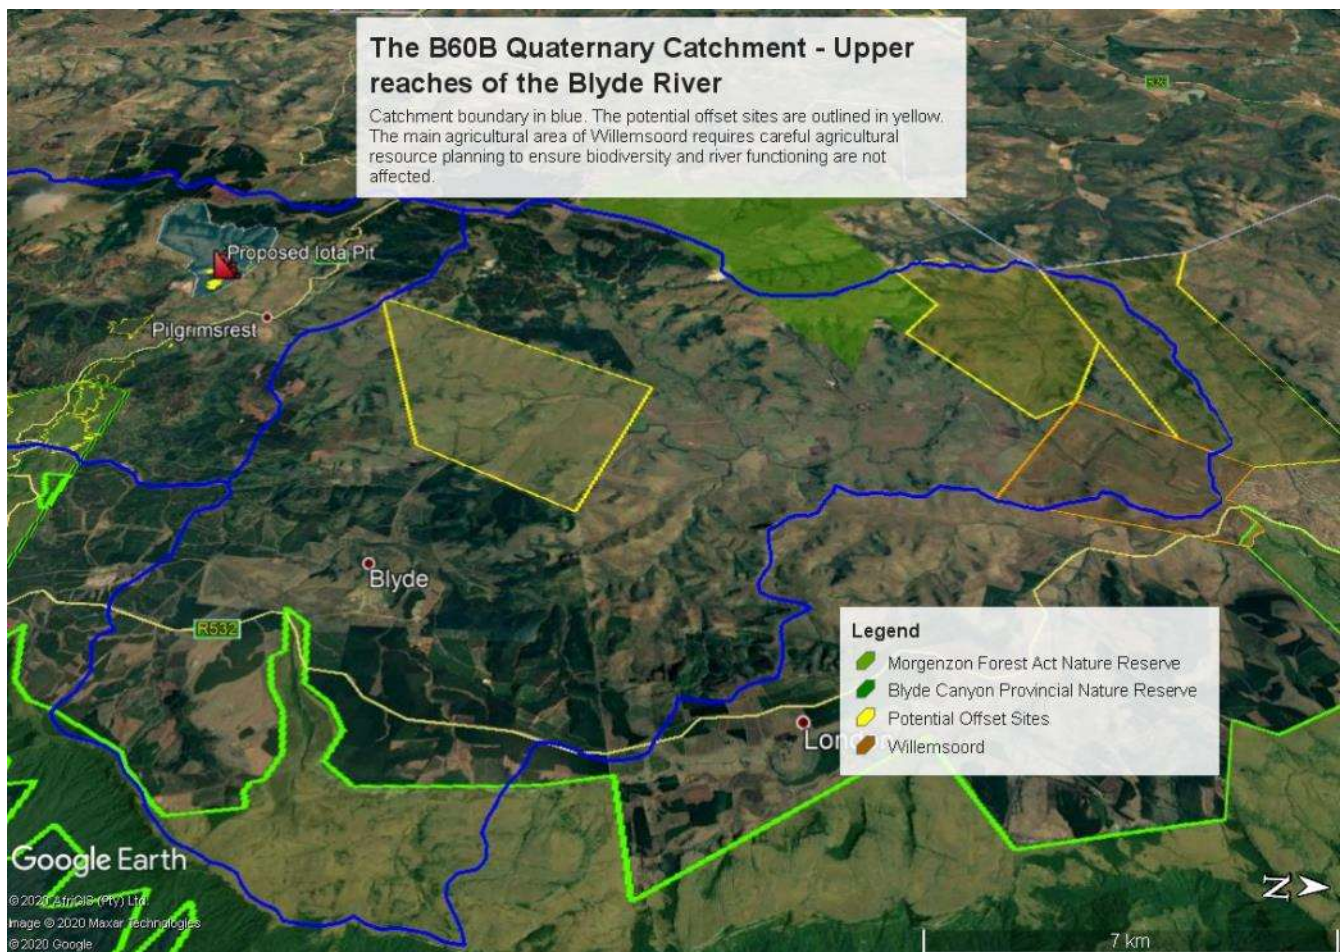 The B60B Quaternary Catchment - Upper
reaches of the Blyde River
Catchment boundary in blue. The potential offset sites are outlined in yellow.
The main agricultural area of Willemsoord requires careful agricultural
resource planning to ensure biodiversity and river functioning are not
affected.
Proposed Iota Pit
Pilgrimsrest
Blyde
R532
London
Legend
Morgenzon Forest Act Nature Reserve
Blyde Canyon Provincial Nature Reserve
Potential Offset Sites
Willemsoord
Google Earth
© 2020 AfriGIS (Pty) Ltd.
Image © 2020 Maxar Technologies
© 2020 Google
N
7 km